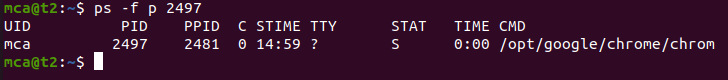 mca@t2:~$ ps -f p 2497
UID          PID    PPID  C STIME TTY      STAT   TIME CMD
mca         2497    2481  0 14:59 ?        S      0:00 /opt/google/chrome/chrom
mca@t2:~$